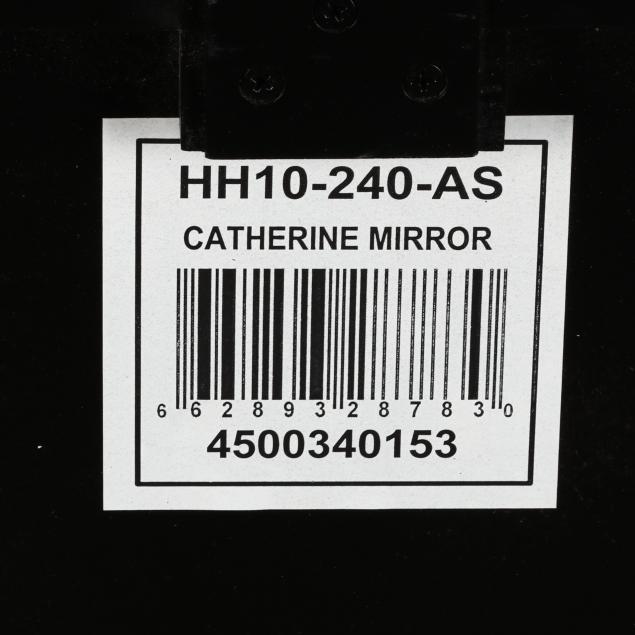 HH10-240-AS
CATHERINE MIRROR
6 62893 28783 0
4500340153